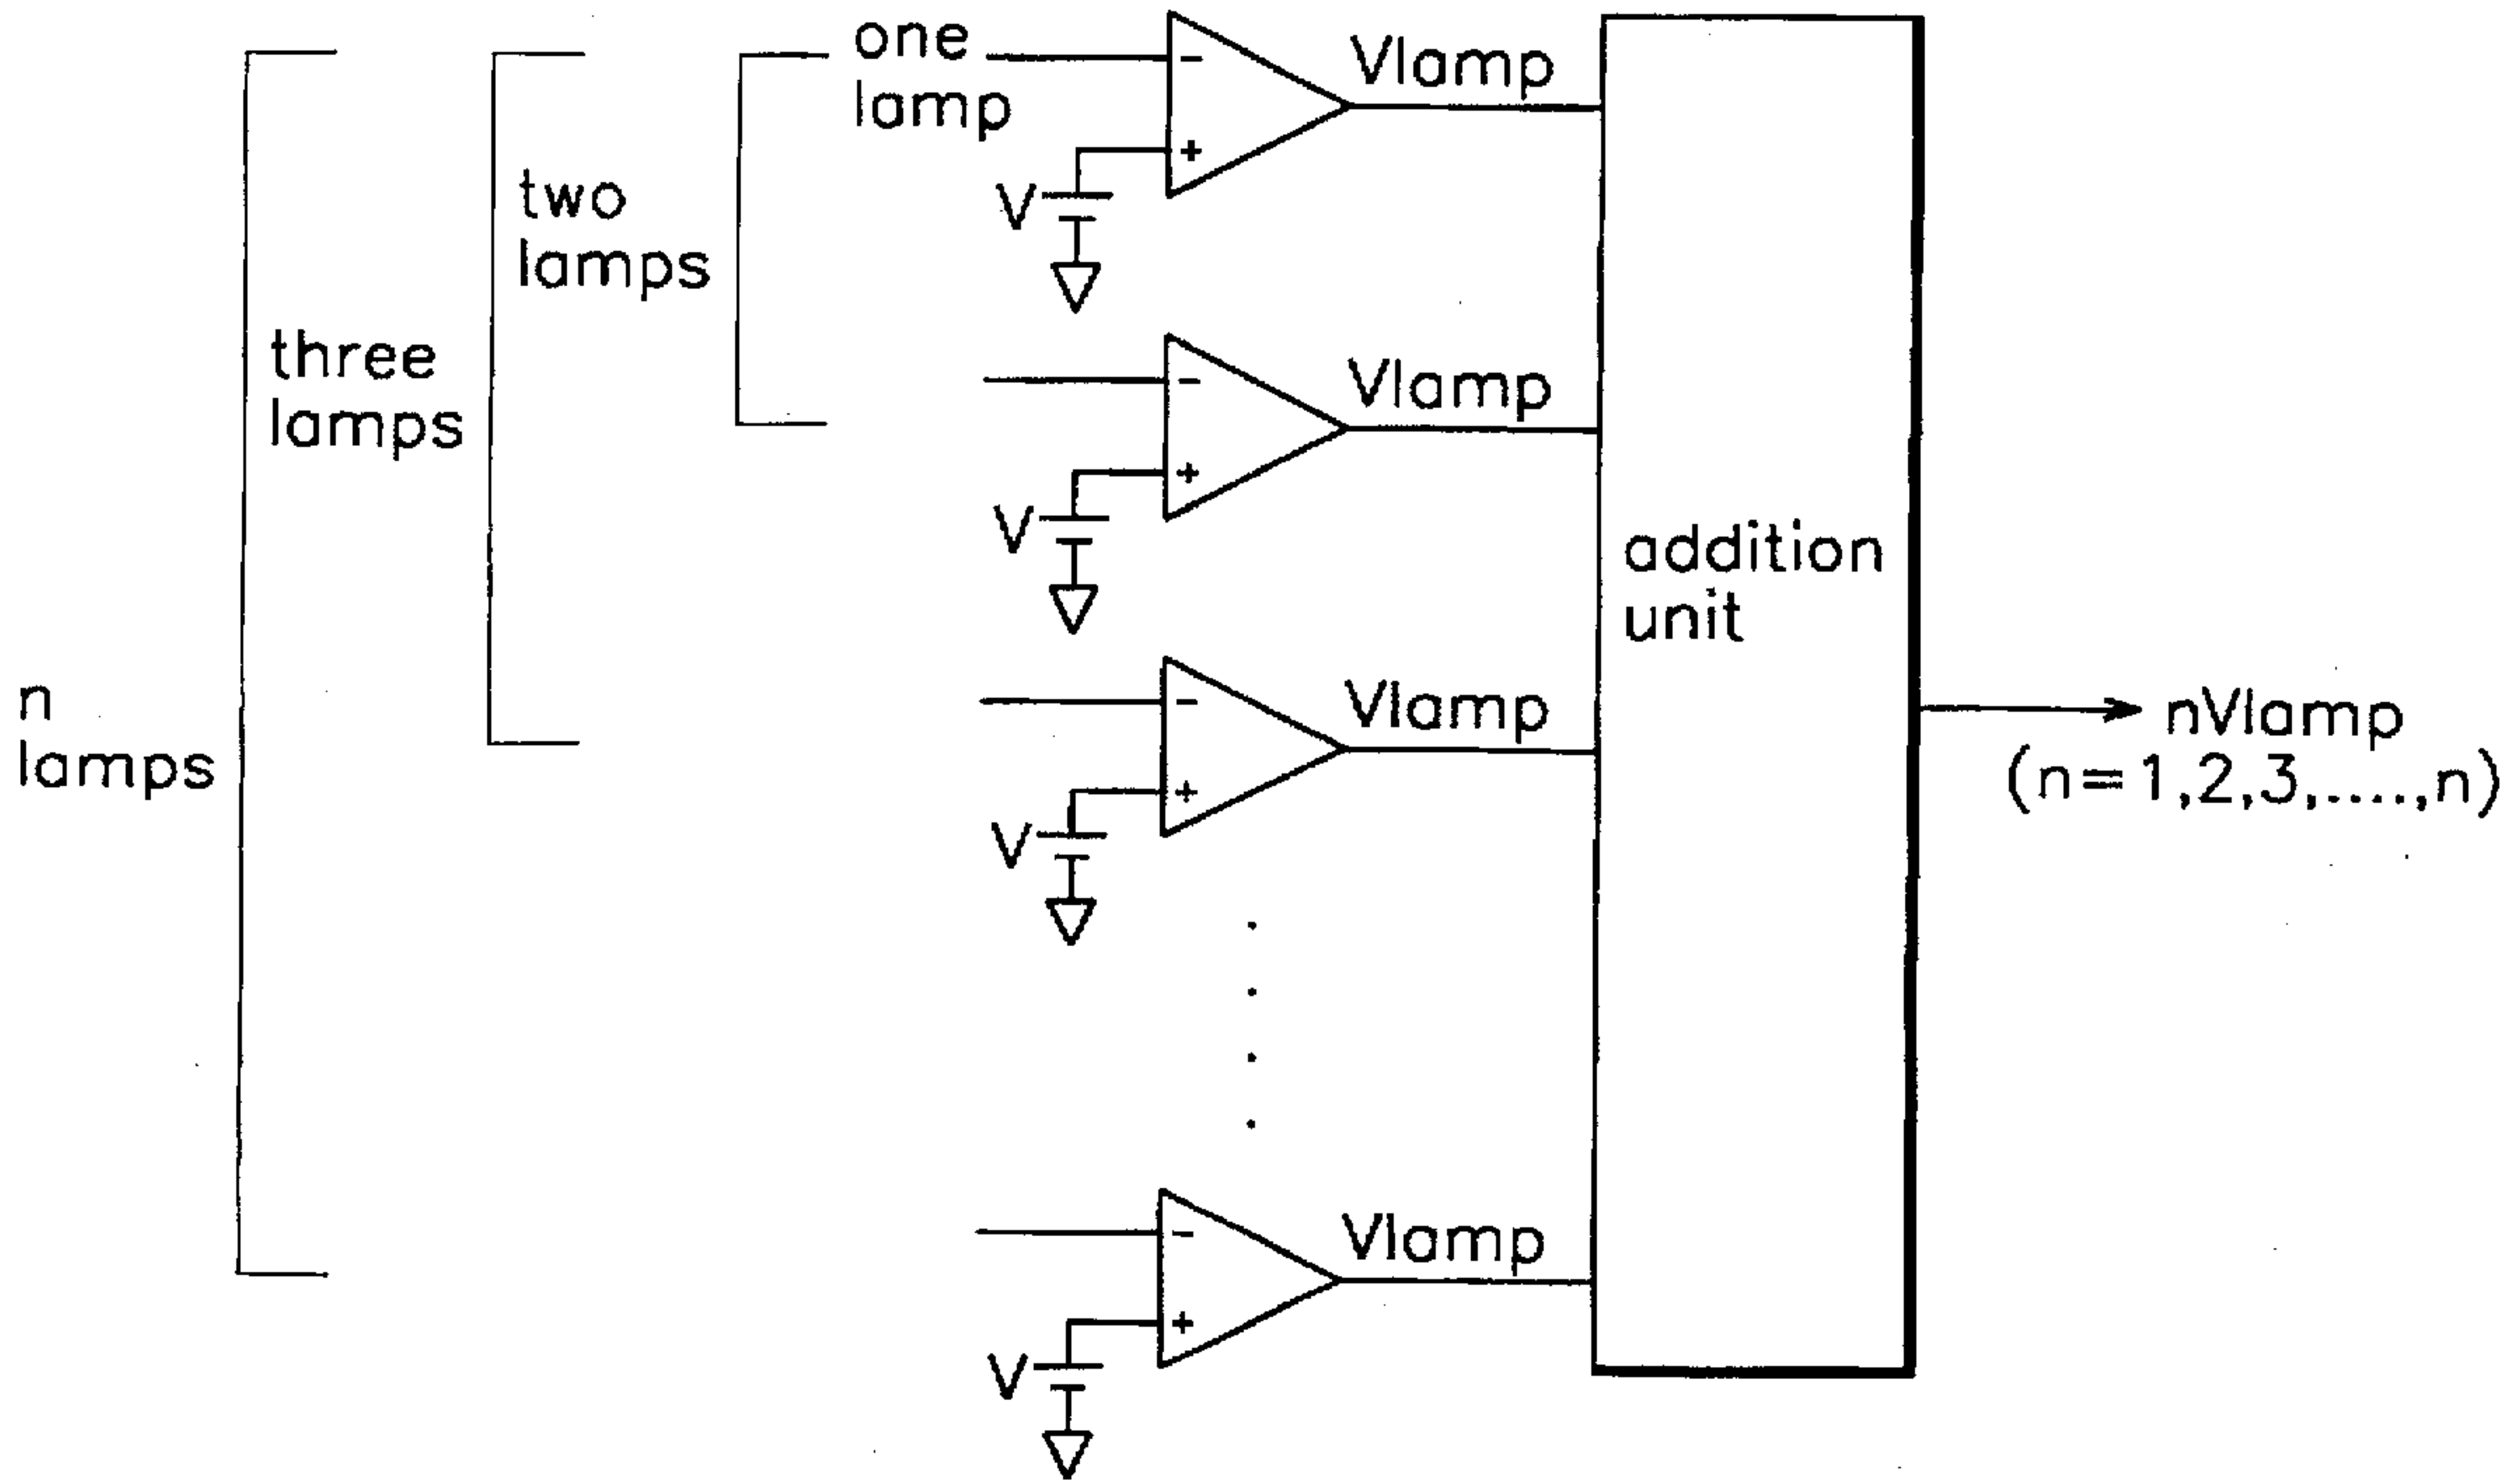 one
lamp
-
+
Vlamp
V
two
lamps
three
lamps
-
+
Vlamp
V
addition
unit
n
lamps
-
+
Vlamp
V
nVlamp
(n=1,2,3,....,n)
-
+
Vlamp
V